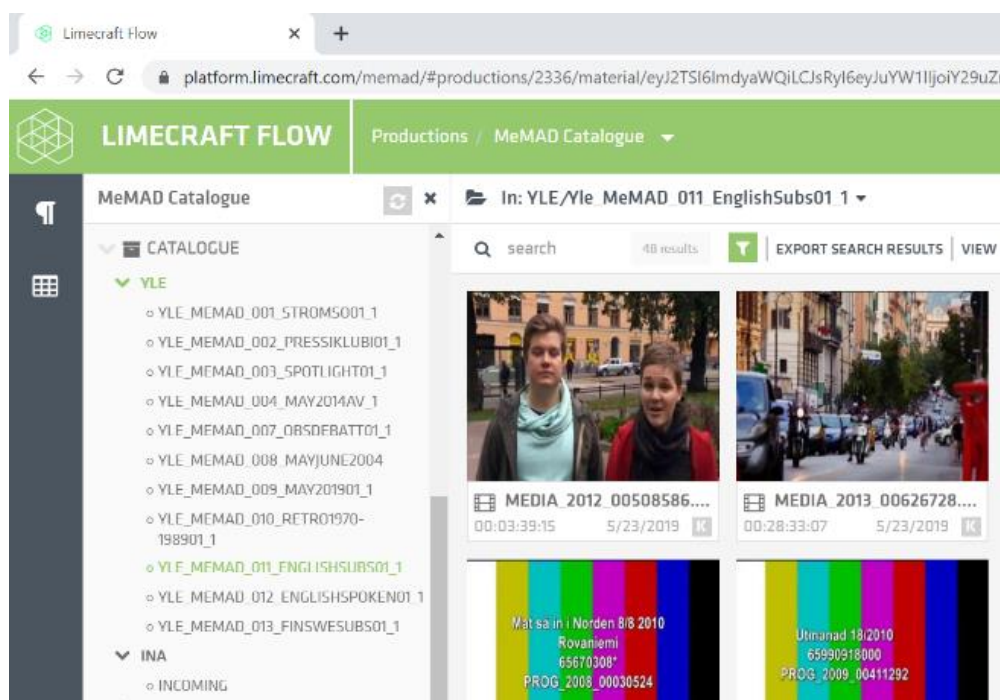 Limecraft Flow
platform.limecraft.com/memad/#productions/2336/material/
LIMECRAFT FLOW
Productions / MeMAD Catalogue
MeMAD Catalogue
In: YLE/Yle_MeMAD_011_EnglishSubs01_1
search
48 results
EXPORT SEARCH RESULTS
VIEW
CATALOGUE
YLE
YLE_MEMAD_001_STROMSO01_1
YLE_MEMAD_002_PRESSIKLUBI01_1
YLE_MEMAD_003_SPOTLIGHT01_1
YLE_MEMAD_004_MAY2014AV_1
YLE_MEMAD_007_OBSDEBATT01_1
YLE_MEMAD_008_MAYJUNE2004
YLE_MEMAD_009_MAY201901_1
YLE_MEMAD_010_RETRO1970-
198901_1
YLE_MEMAD_011_ENGLISHSUBS01_1
YLE_MEMAD_012_ENGLISHSPOKEN01_1
YLE_MEMAD_013_FINSWESUBS01_1
INA
INCOMING
MEDIA_2012_00508586....
00:03:39:15 5/23/2019 K
MEDIA_2013_00626728....
00:28:33:07 5/23/2019 K
Mat sa in i Norden 8/8 2010
Rovaniemi
65670308*
PROG_2008_00030524
Utmanad 18/2010
65990918000
PROG_2009_00411292